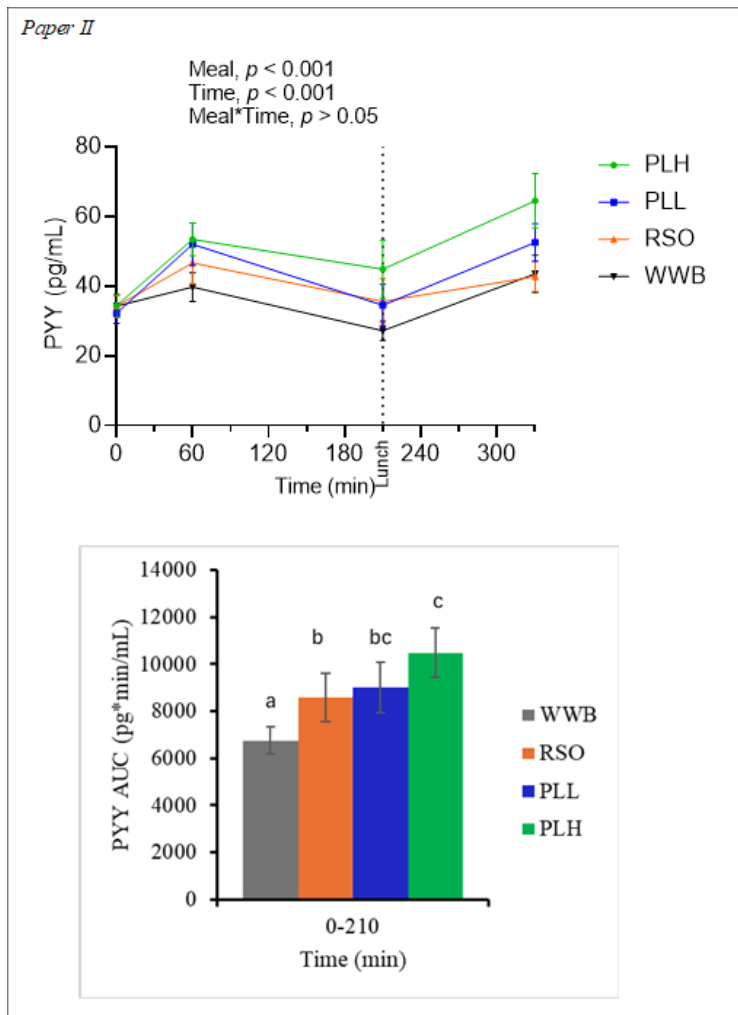 Paper II
Meal, p < 0.001
Time, p < 0.001
Meal*Time, p > 0.05
80
60
40
20
0
PYY (pg/mL)
0
60
120
180
240
300
Lunch
Time (min)
PLH
PLL
RSO
WWB
14000
12000
10000
8000
6000
4000
2000
0
PYY AUC (pg*min/mL)
a
b
bc
c
0-210
Time (min)
WWB
RSO
PLL
PLH